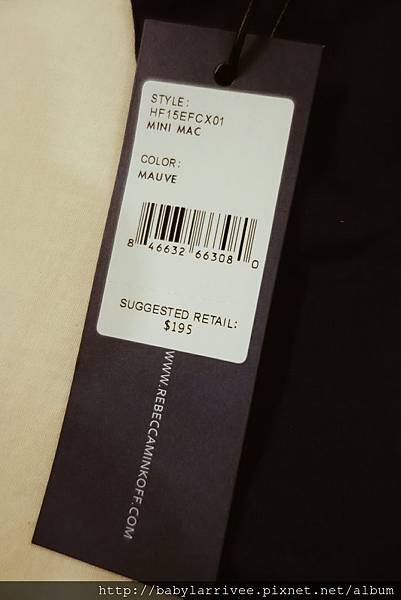 STYLE:
HF15EFCX01
MINI MAC
COLOR:
MAUVE
8 46632 66308 0
SUGGESTED RETAIL:
$195
WWW.REBECCAMINKOFF.COM
http://babylarrivee.pixnet.net/album